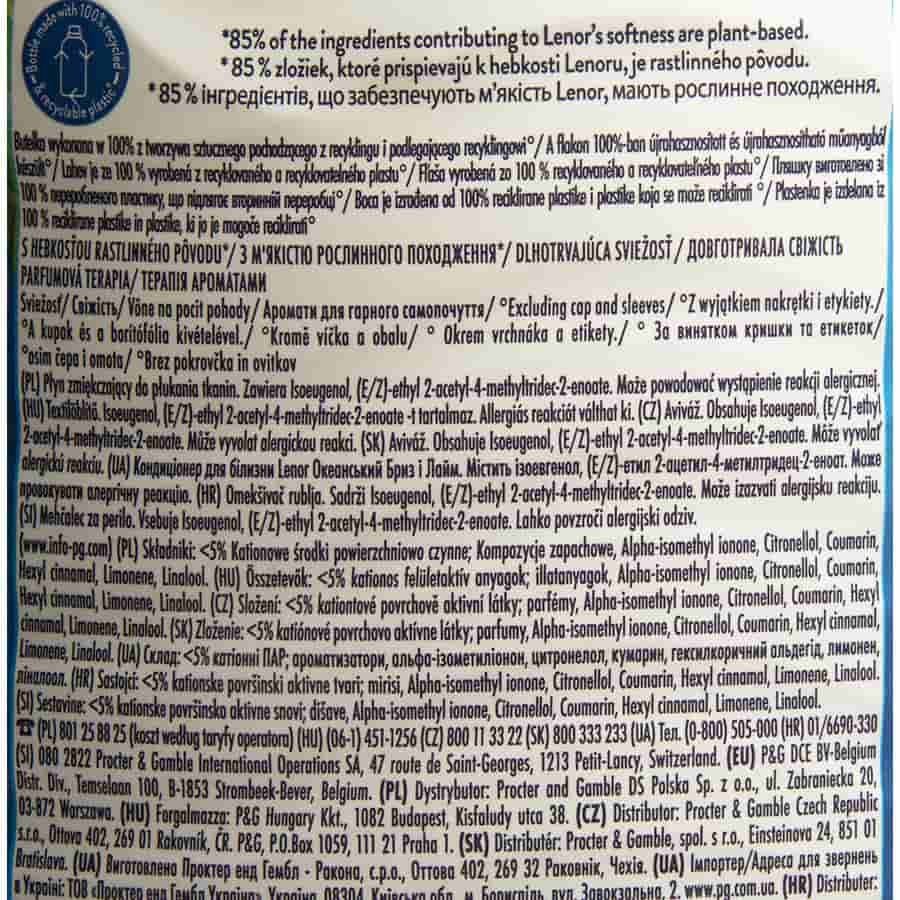 Bottle made with 100% recycled & recyclable plastic°
*85% of the ingredients contributing to Lenor's softness are plant-based.
*85 % zložiek, ktoré prispievajú k hebkosti Lenoru, je rastlinného pôvodu.
*85 % інгредієнтів, що забезпечують м'якість Lenor, мають рослинне походження.
Butelka wykonana w 100% z tworzywa sztucznego pochodzącego z recyklingu i podlegającego recyklingowi°/ A flakon 100%-ban újrahasznosított és újrahasznosítható műanyagból
készült°/ Lahev je ze 100 % vyrobená z recyklovaného a recyklovatelného plastu°/ Fľaša vyrobená zo 100 % recyklovaného a recyklovateľného plastu°/ Пляшку виготовлено зі
100 % переробленого пластику, що підлягає вторинній переробці°/ Boca je izrađena od 100% reciklirane plastike i plastike koja se može reciklirati °/ Plastenka je izdelana iz
100 % reciklirane plastike in plastike, ki jo je mogoče reciklirati°
S HEBKOSŤOU RASTLINNÉHO PÔVODU*/ З М'ЯКІСТЮ РОСЛИННОГО ПОХОДЖЕННЯ*/ DLHOTRVAJÚCA SVIEŽOSŤ / ДОВГОТРИВАЛА СВІЖІСТЬ
PARFUMOVÁ TERAPIA/ ТЕРАПІЯ АРОМАТАМИ
Sviežosť/ Свіжість/ Vône na pocit pohody/ Аромати для гарного самопочуття/ °Excluding cap and sleeves/ °Z wyjątkiem nakrętki i etykiety./
°A kupak és a borítófólia kivételével./ °Kromě víčka a obalu/ ° Okrem vrchnáka a etikety./ ° За винятком кришки та етикеток/
°osim čepa i omota/ °Brez pokrovčka in ovitkov
(PL) Płyn zmiękczający do płukania tkanin. Zawiera Isoeugenol, (E/Z)-ethyl 2-acetyl-4-methyltridec-2-enoate. Może powodować wystąpienie reakcji alergicznej.
(HU) Textilöblítő. Isoeugenol, (E/Z)-ethyl 2-acetyl-4-methyltridec-2-enoate -t tartalmaz. Allergiás reakciót válthat ki. (CZ) Aviváž. Obsahuje Isoeugenol, (E/Z)-ethyl
2-acetyl-4-methyltridec-2-enoate. Může vyvolat alergickou reakci. (SK) Aviváž. Obsahuje Isoeugenol, (E/Z)-ethyl 2-acetyl-4-methyltridec-2-enoate. Môže vyvolať
alergickú reakciu. (UA) Кондиціонер для білизни Lenor Океанський Бриз і Лайм. Містить ізоевгенол, (E/Z)-етил 2-ацетил-4-метилтридец-2-еноат. Може
провокувати алергічну реакцію. (HR) Omekšivač rublja. Sadrži Isoeugenol, (E/Z)-ethyl 2-acetyl-4-methyltridec-2-enoate. Može izazvati alergijsku reakciju.
(SI) Mehčalec za perilo. Vsebuje Isoeugenol, (E/Z)-ethyl 2-acetyl-4-methyltridec-2-enoate. Lahko povzroči alergijski odziv.
(www.info-pg.com) (PL) Składniki: <5% Kationowe środki powierzchniowo czynne; Kompozycje zapachowe, Alpha-isomethyl ionone, Citronellol, Coumarin,
Hexyl cinnamal, Limonene, Linalool. (HU) Összetevők: <5% kationos felületaktív anyagok; illatanyagok, Alpha-isomethyl ionone, Citronellol, Coumarin,
Hexyl cinnamal, Limonene, Linalool. (CZ) Složení: <5% kationtové povrchově aktivní látky; parfémy, Alpha-isomethyl ionone, Citronellol, Coumarin, Hexyl
cinnamal, Limonene, Linalool. (SK) Zloženie: <5% katiónové povrchovo aktívne látky; parfumy, Alpha-isomethyl ionone, Citronellol, Coumarin, Hexyl cinnamal,
Limonene, Linalool. (UA) Склад: <5% катіонні ПАР; ароматизатори, альфа-ізометиліонон, цитронелол, кумарин, гексилкоричний альдегід, лимонен,
ліналоол. (HR) Sastojci: <5% kationske površinski aktivne tvari; mirisi, Alpha-isomethyl ionone, Citronellol, Coumarin, Hexyl cinnamal, Limonene, Linalool.
(SI) Sestavine: <5% kationske površinsko aktivne snovi; dišave, Alpha-isomethyl ionone, Citronellol, Coumarin, Hexyl cinnamal, Limonene, Linalool.
☎ (PL) 801 25 88 25 (koszt według taryfy operatora) (HU) (06-1) 451-1256 (CZ) 800 11 33 22 (SK) 800 333 233 (UA) Тел. (0-800) 505-000 (HR) 01/6690-330
(SI) 080 2822 Procter & Gamble International Operations SA, 47 route de Saint-Georges, 1213 Petit-Lancy, Switzerland. (EU) P&G DCE BV-Belgium
Distr. Div., Temselaan 100, B-1853 Strombeek-Bever, Belgium. (PL) Dystrybutor: Procter and Gamble DS Polska Sp. z o.o., ul. Zabraniecka 20,
03-872 Warszawa. (HU) Forgalmazza: P&G Hungary Kkt., 1082 Budapest, Kisfaludy utca 38. (CZ) Distributor: Procter & Gamble Czech Republic
s.r.o., Ottova 402, 269 01 Rakovník, ČR. P&G, P.O.Box 1059, 111 21 Praha 1. (SK) Distribútér: Procter & Gamble, spol. s r.o., Einsteinova 24, 851 01
Bratislava. (UA) Виготовлено Проктер енд Гембл - Ракона, с.р.о., Оттова 402, 269 32 Раковнік, Чехія. (UA) Імпортер/Адреса для звернень
в Україні: ТОВ «Проктер енд Гембл Україна», Україна, 08304, Київська обл., м. Бориспіль, вул. Завокзальна, 2. www.pg.com.ua. (HR) Distributer: